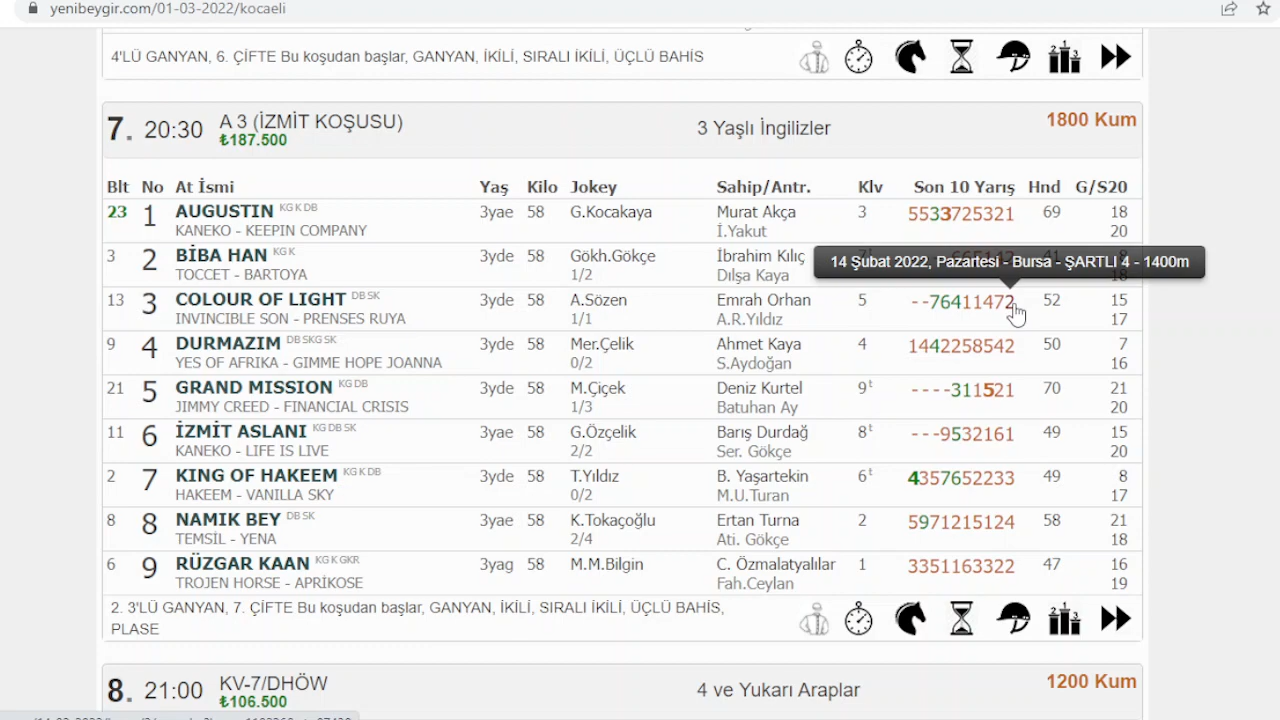 yenibeygir.com/01-03-2022/kocaeli
4'LÜ GANYAN, 6. ÇİFTE Bu koşudan başlar, GANYAN, İKİLİ, SIRALI İKİLİ, ÜÇLÜ BAHİS
7. 20:30 A 3 (İZMİT KOŞUSU) 3 Yaşlı İngilizler 1800 Kum
₺187.500
Blt No At İsmi Yaş Kilo Jokey Sahip/Antr. Klv Son 10 Yarış Hnd G/S20
23 1 AUGUSTIN KG K DB 3yae 58 G.Kocakaya Murat Akça 3 5533725321 69 18
KANEKO - KEEPIN COMPANY İ.Yakut 20
3 2 BİBA HAN KG K 3yde 58 Gökh.Gökçe İbrahim Kılıç
14 Şubat 2022, Pazartesi - Bursa - ŞARTLI 4 - 1400m
TOCCET - BARTOYA 1/2 Dilşa Kaya 18
13 3 COLOUR OF LIGHT DB SK 3yde 58 A.Sözen Emrah Orhan 5 --76411472 52 15
INVINCIBLE SON - PRENSES RUYA 1/1 A.R.Yıldız 17
9 4 DURMAZIM DB SKG SK 3yde 58 Mer.Çelik Ahmet Kaya 4 1442258542 50 7
YES OF AFRIKA - GIMME HOPE JOANNA 0/2 S.Aydoğan 16
21 5 GRAND MISSION KG DB 3yde 58 M.Çiçek Deniz Kurtel 9t ----311521 70 21
JIMMY CREED - FINANCIAL CRISIS 1/3 Batuhan Ay 20
11 6 İZMİT ASLANI KG DB SK 3yae 58 G.Özçelik Barış Durdağ 8t ---9532161 49 15
KANEKO - LIFE IS LIVE 2/2 Ser. Gökçe 20
2 7 KING OF HAKEEM KG K DB 3yde 58 T.Yıldız B. Yaşartekin 6t 4357652233 49 8
HAKEEM - VANILLA SKY 0/2 M.U.Turan 17
8 8 NAMIK BEY DB SK 3yae 58 K.Tokaçoğlu Ertan Turna 2 5971215124 58 21
TEMSİL - YENA 2/4 Ati. Gökçe 18
6 9 RÜZGAR KAAN KG K GKR 3yag 58 M.M.Bilgin C. Özmalatyalılar 1 3351163322 47 16
TROJEN HORSE - APRİKOSE Fah.Ceylan 19
2. 3'LÜ GANYAN, 7. ÇİFTE Bu koşudan başlar, GANYAN, İKİLİ, SIRALI İKİLİ, ÜÇLÜ BAHİS,
PLASE
8. 21:00 KV-7/DHÖW 4 ve Yukarı Araplar 1200 Kum
₺106.500